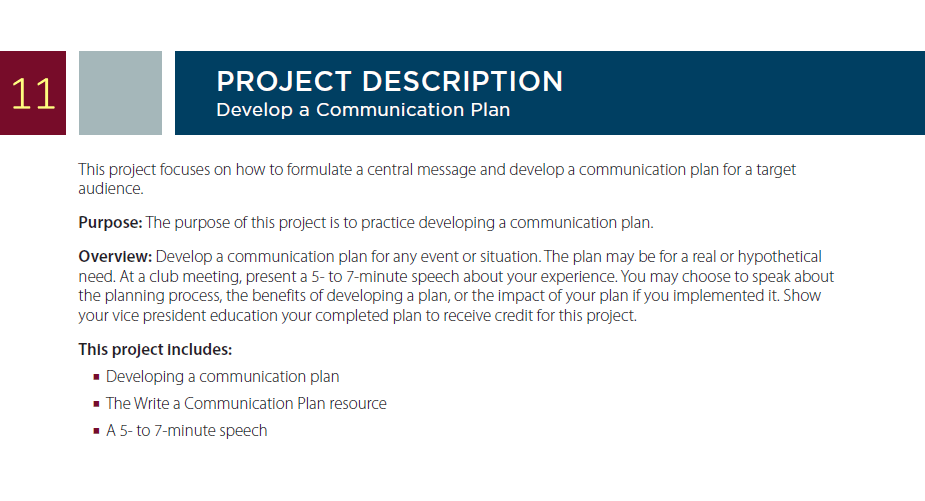 11
PROJECT DESCRIPTION
Develop a Communication Plan
This project focuses on how to formulate a central message and develop a communication plan for a target
audience.
Purpose: The purpose of this project is to practice developing a communication plan.
Overview: Develop a communication plan for any event or situation. The plan may be for a real or hypothetical
need. At a club meeting, present a 5- to 7-minute speech about your experience. You may choose to speak about
the planning process, the benefits of developing a plan, or the impact of your plan if you implemented it. Show
your vice president education your completed plan to receive credit for this project.
This project includes:
▪ Developing a communication plan
▪ The Write a Communication Plan resource
▪ A 5- to 7-minute speech